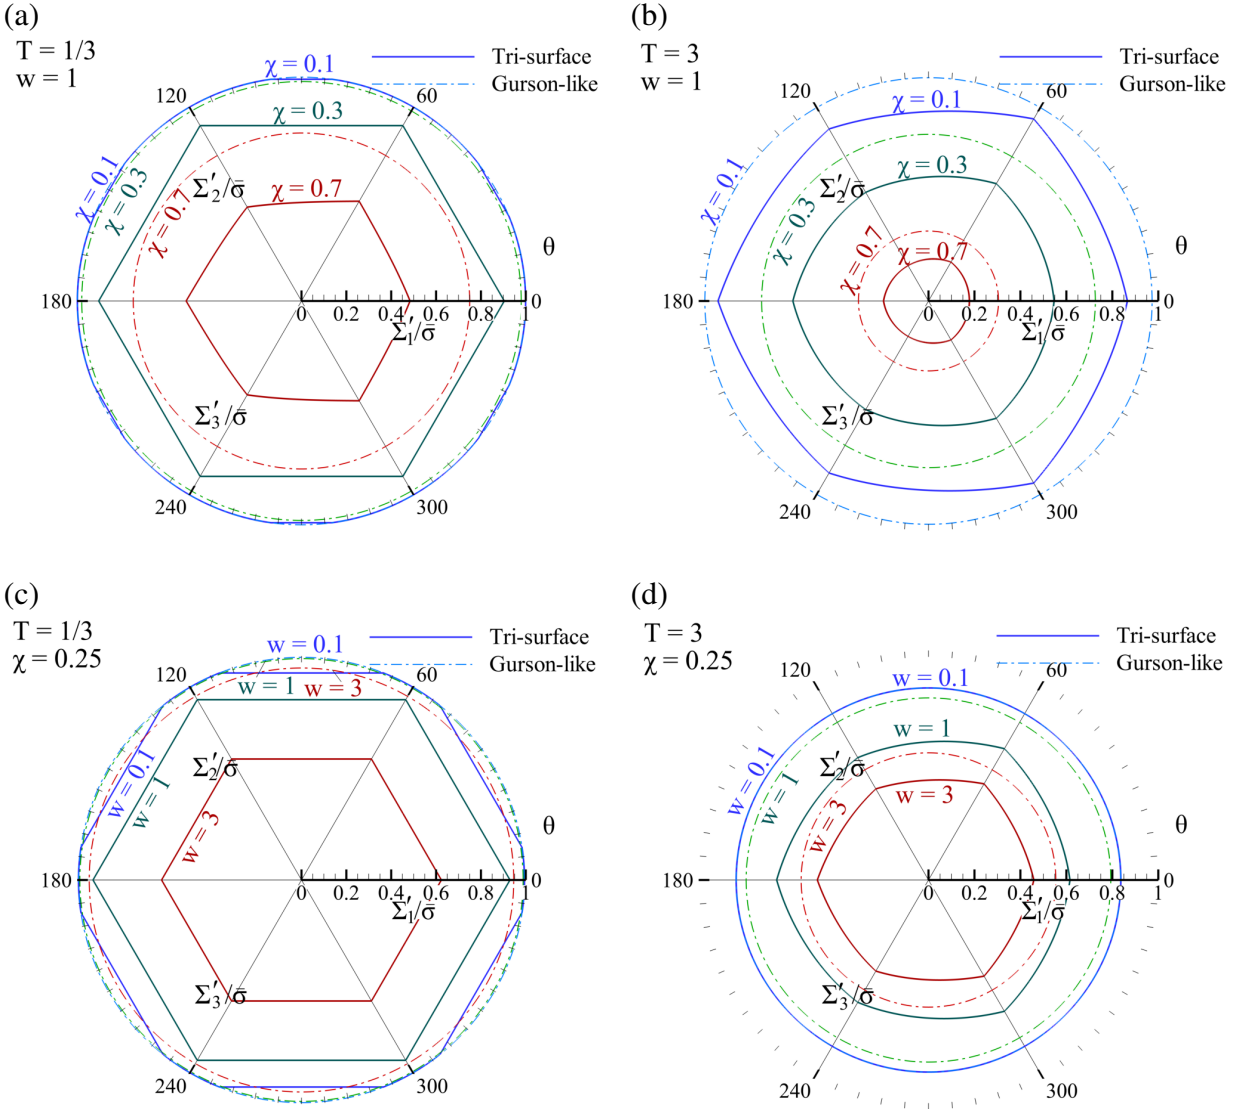 (a)
T = 1/3
w = 1
χ = 0.1
Tri-surface
Gurson-like
120
60
χ = 0.3
χ = 0.1
χ = 0.3
χ = 0.7
Σ′2/σ̄
χ = 0.7
θ
180
0
0 0.2 0.4 0.6 0.8 1
Σ′1/σ̄
Σ′3/σ̄
240
300
(b)
T = 3
w = 1
Tri-surface
Gurson-like
120
60
χ = 0.1
χ = 0.1
χ = 0.3
χ = 0.3
Σ′2/σ̄
χ = 0.7
χ = 0.7
θ
180
0
0 0.2 0.4 0.6 0.8 1
Σ′1/σ̄
Σ′3/σ̄
240
300
(c)
T = 1/3
χ = 0.25
w = 0.1
Tri-surface
Gurson-like
120
60
w = 1 w = 3
w = 0.1
w = 1
w = 3
Σ′2/σ̄
θ
180
0
0 0.2 0.4 0.6 0.8 1
Σ′1/σ̄
Σ′3/σ̄
240
300
(d)
T = 3
χ = 0.25
Tri-surface
Gurson-like
120
60
w = 0.1
w = 0.1
w = 1
w = 1
Σ′2/σ̄
w = 3
w = 3
θ
180
0
0 0.2 0.4 0.6 0.8 1
Σ′1/σ̄
Σ′3/σ̄
240
300